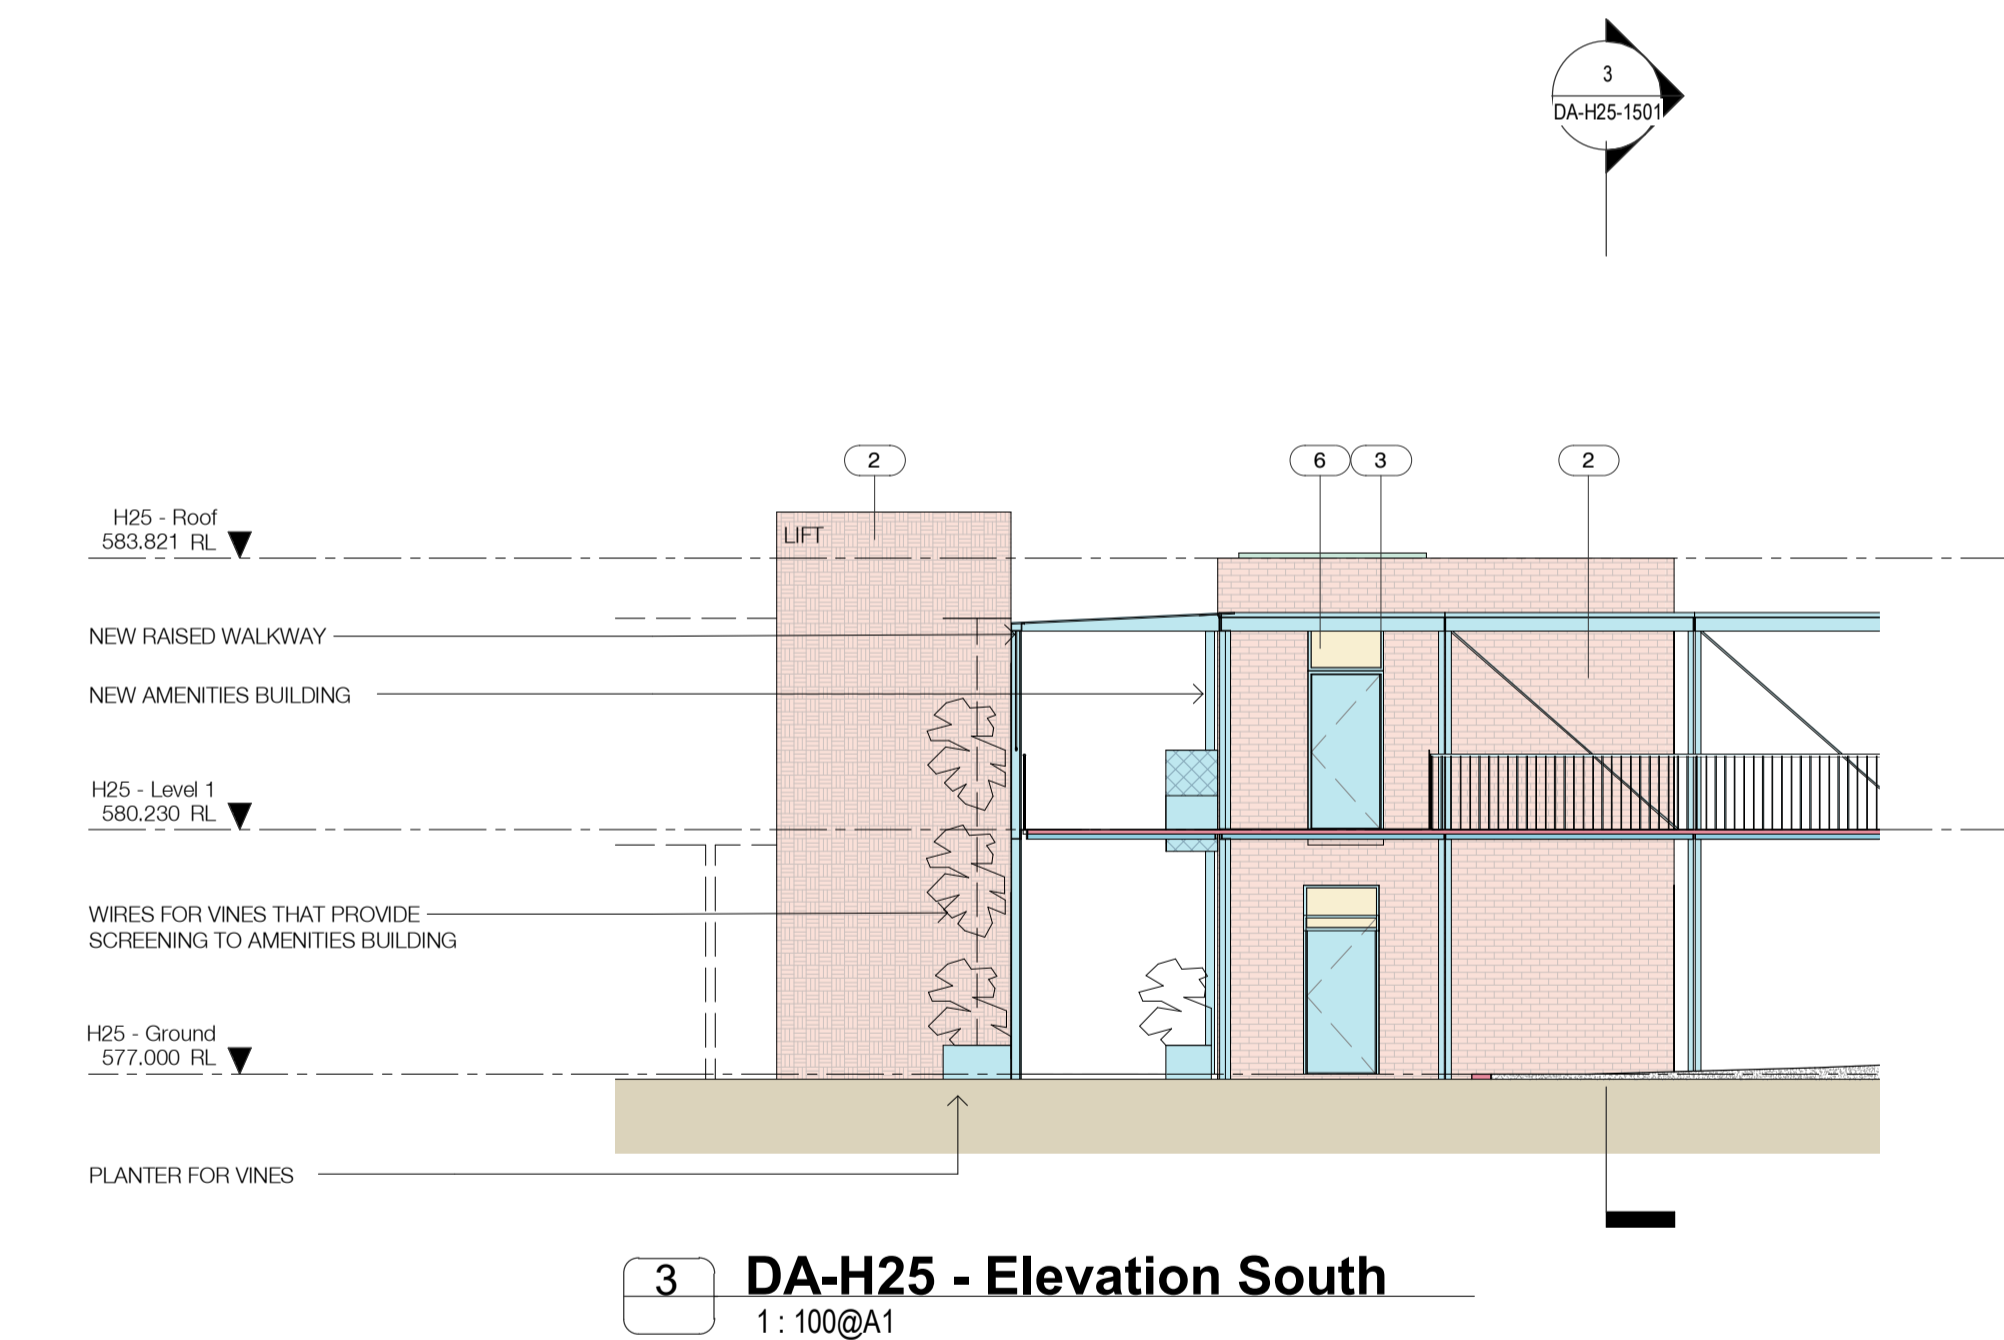 3
DA-H25-1501
2
6
3
2
H25 - Roof
583.821 RL
LIFT
NEW RAISED WALKWAY
NEW AMENITIES BUILDING
H25 - Level 1
580.230 RL
WIRES FOR VINES THAT PROVIDE
SCREENING TO AMENITIES BUILDING
H25 - Ground
577.000 RL
PLANTER FOR VINES
3
DA-H25 - Elevation South
1 : 100@A1